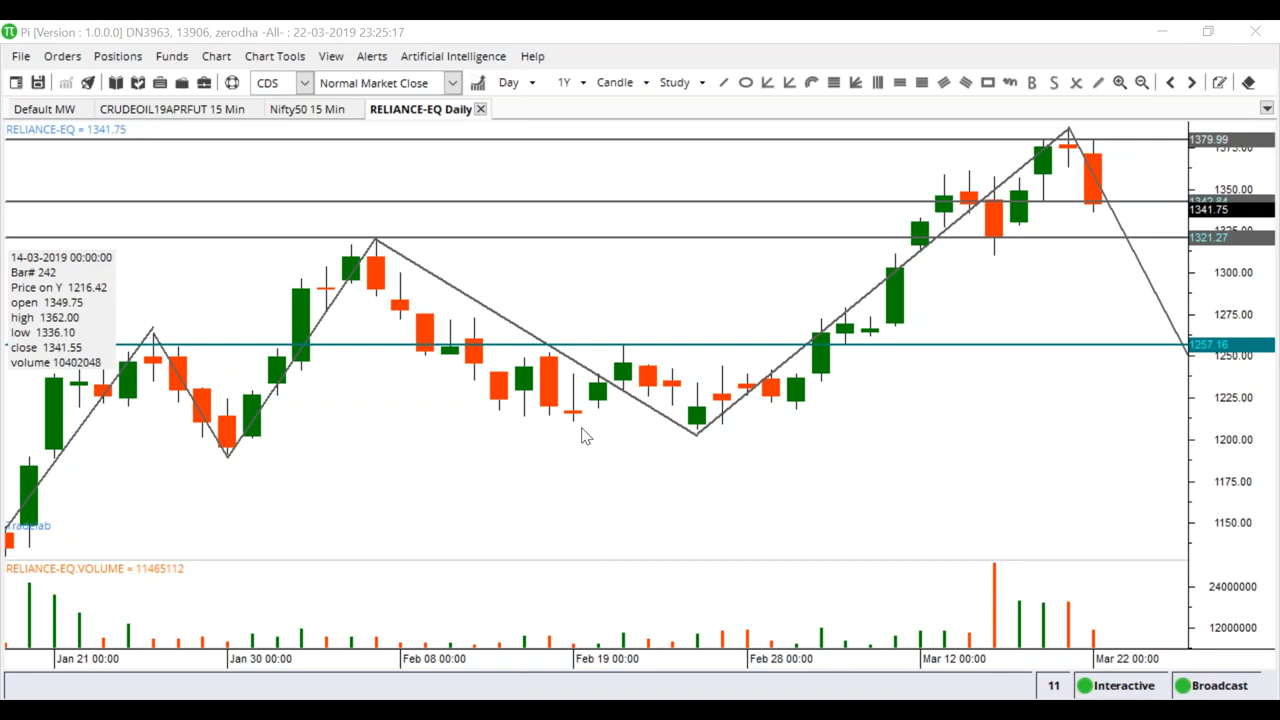 Pi [Version : 1.0.0.0] DN3963, 13906, zerodha -All- : 22-03-2019 23:25:17
File Orders Positions Funds Chart Chart Tools View Alerts Artificial Intelligence Help
CDS Normal Market Close Day 1Y Candle Study B S
Default MW CRUDEOIL19APRFUT 15 Min Nifty50 15 Min RELIANCE-EQ Daily
RELIANCE-EQ = 1341.75
1379.99
1375.00
1350.00
1342.84
1341.75
1325.00
1321.27
14-03-2019 00:00:00
Bar# 242
Price on Y 1216.42
open 1349.75
high 1362.00
low 1336.10
close 1341.55
volume 10402048
1300.00
1275.00
1257.16
1250.00
1225.00
1200.00
1175.00
1150.00
Tradelab
RELIANCE-EQ.VOLUME = 11465112
24000000
12000000
Jan 21 00:00 Jan 30 00:00 Feb 08 00:00 Feb 19 00:00 Feb 28 00:00 Mar 12 00:00 Mar 22 00:00
11 Interactive Broadcast